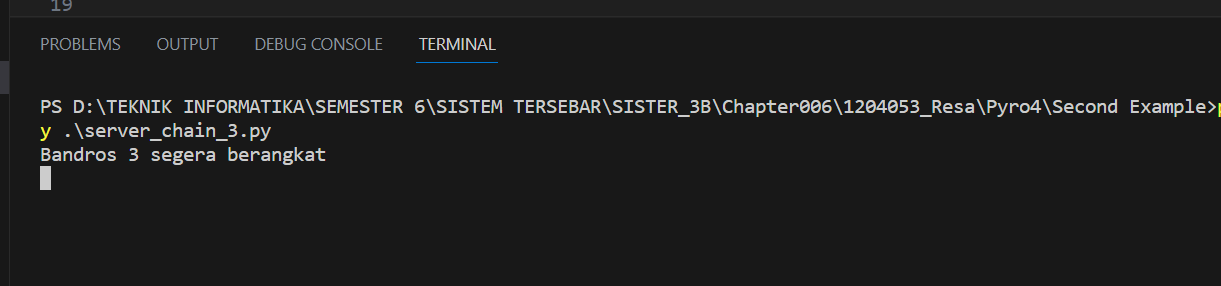 19
PROBLEMS OUTPUT DEBUG CONSOLE TERMINAL
PS D:\TEKNIK INFORMATIKA\SEMESTER 6\SISTEM TERSEBAR\SISTER_3B\Chapter006\1204053_Resa\Pyro4\Second Example>p
y .\server_chain_3.py
Bandros 3 segera berangkat